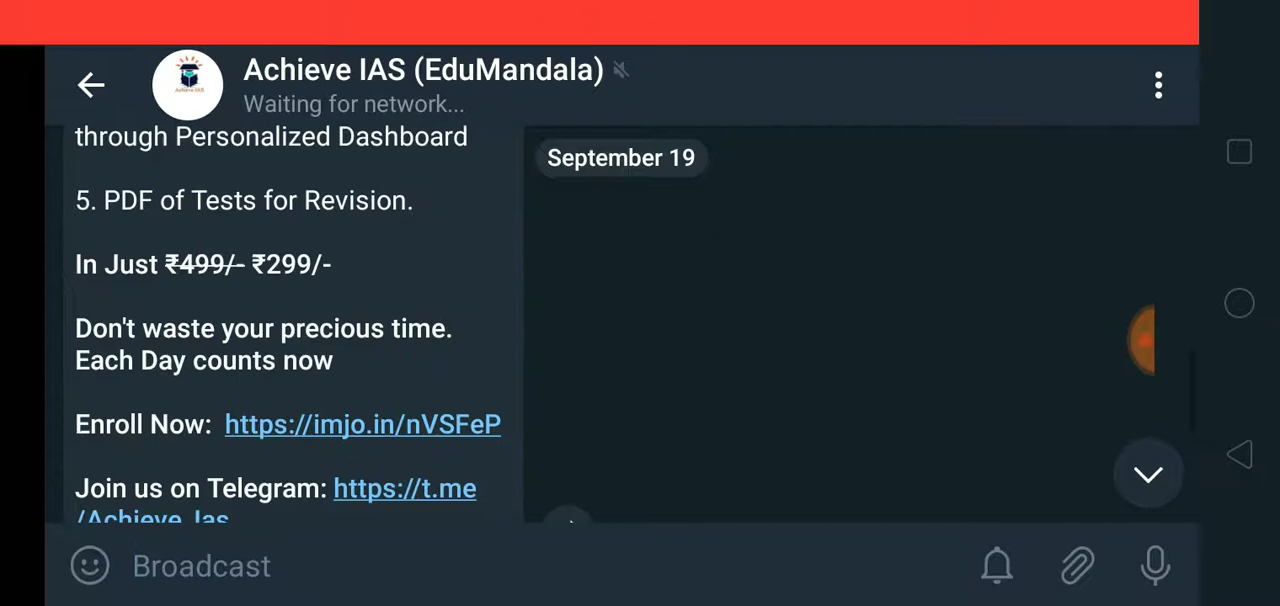 Achieve IAS (EduMandala)
Waiting for network...
through Personalized Dashboard
September 19
5. PDF of Tests for Revision.
In Just ₹499/- ₹299/-
Don't waste your precious time.
Each Day counts now
Enroll Now: https://imjo.in/nVSFeP
Join us on Telegram: https://t.me
/Achieve_Ias
Broadcast